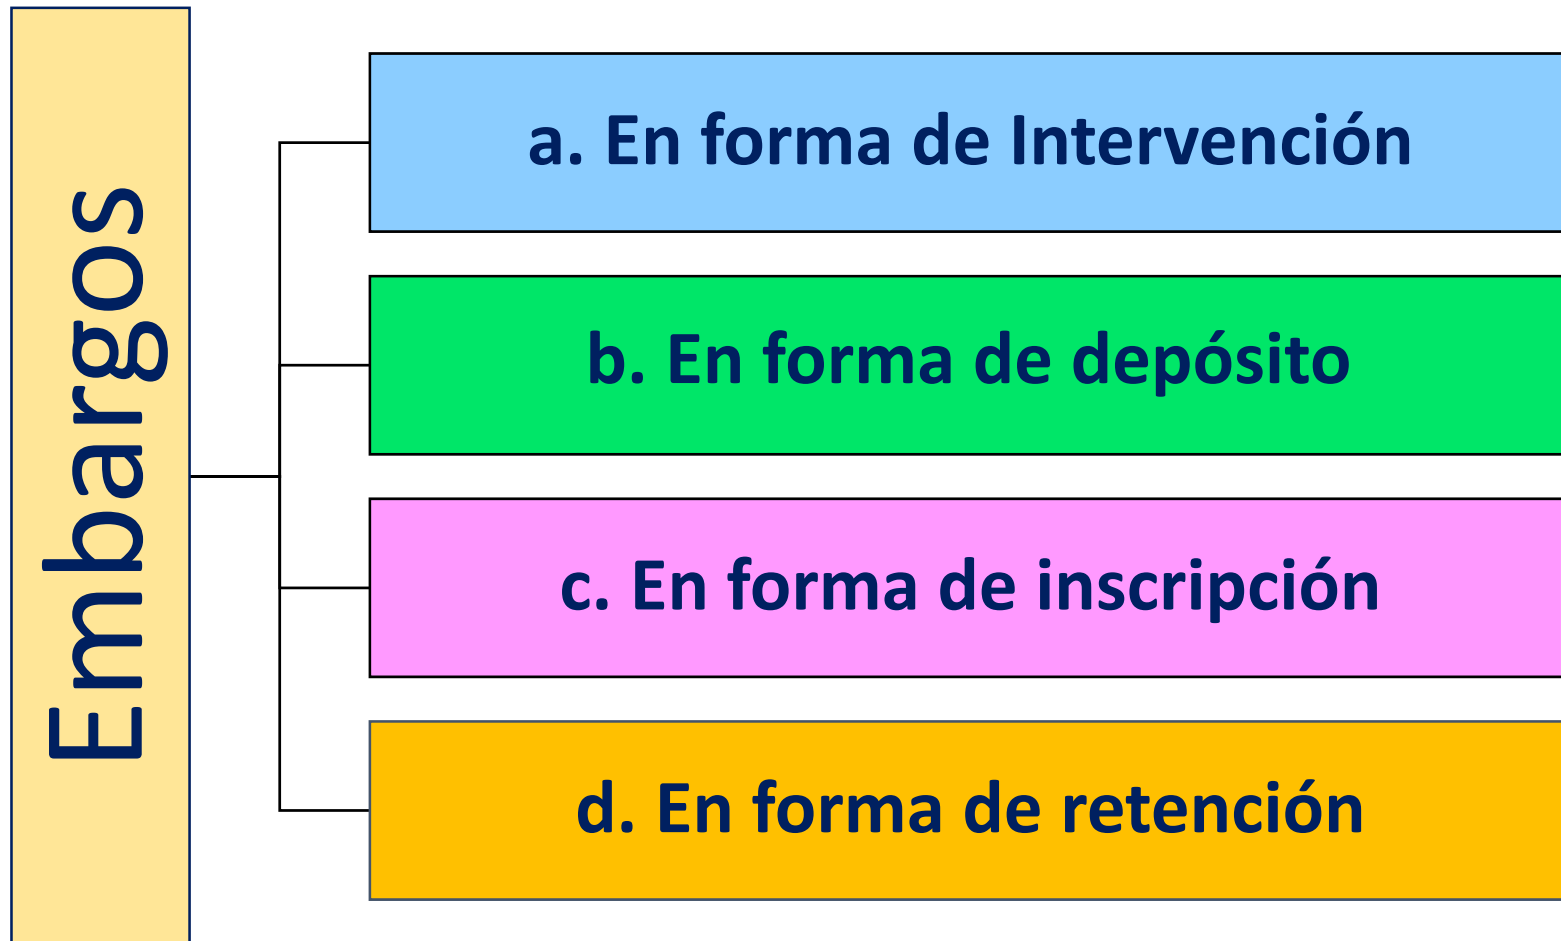 Embargos
a. En forma de Intervención
b. En forma de depósito
c. En forma de inscripción
d. En forma de retención